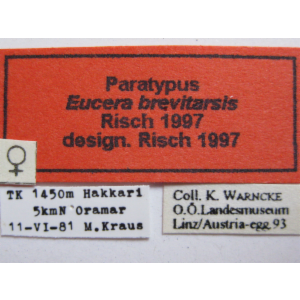 Paratypus
Eucera brevitarsis
Risch 1997
design. Risch 1997
♀
TK 1450m Hakkari
5kmN Oramar
11-VI-81 M.Kraus
Coll. K. WARNCKE
O.Ö.Landesmuseum
Linz/Austria-egg.93